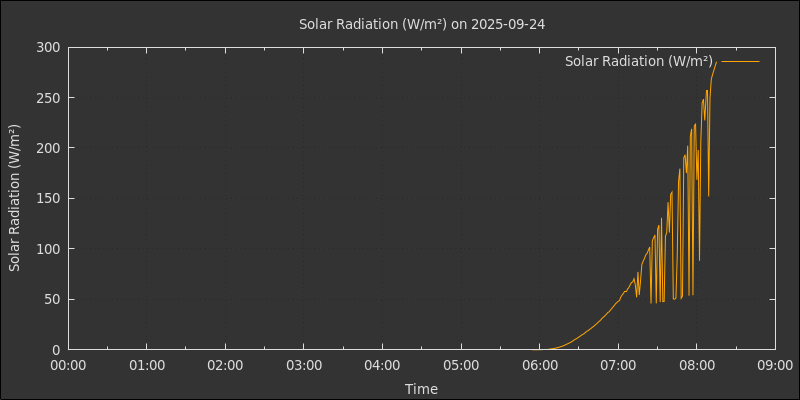 Solar Radiation (W/m²) on 2025-09-24
Solar Radiation (W/m²)
300
250
200
150
100
50
0
Solar Radiation (W/m²)
00:00 01:00 02:00 03:00 04:00 05:00 06:00 07:00 08:00 09:00
Time